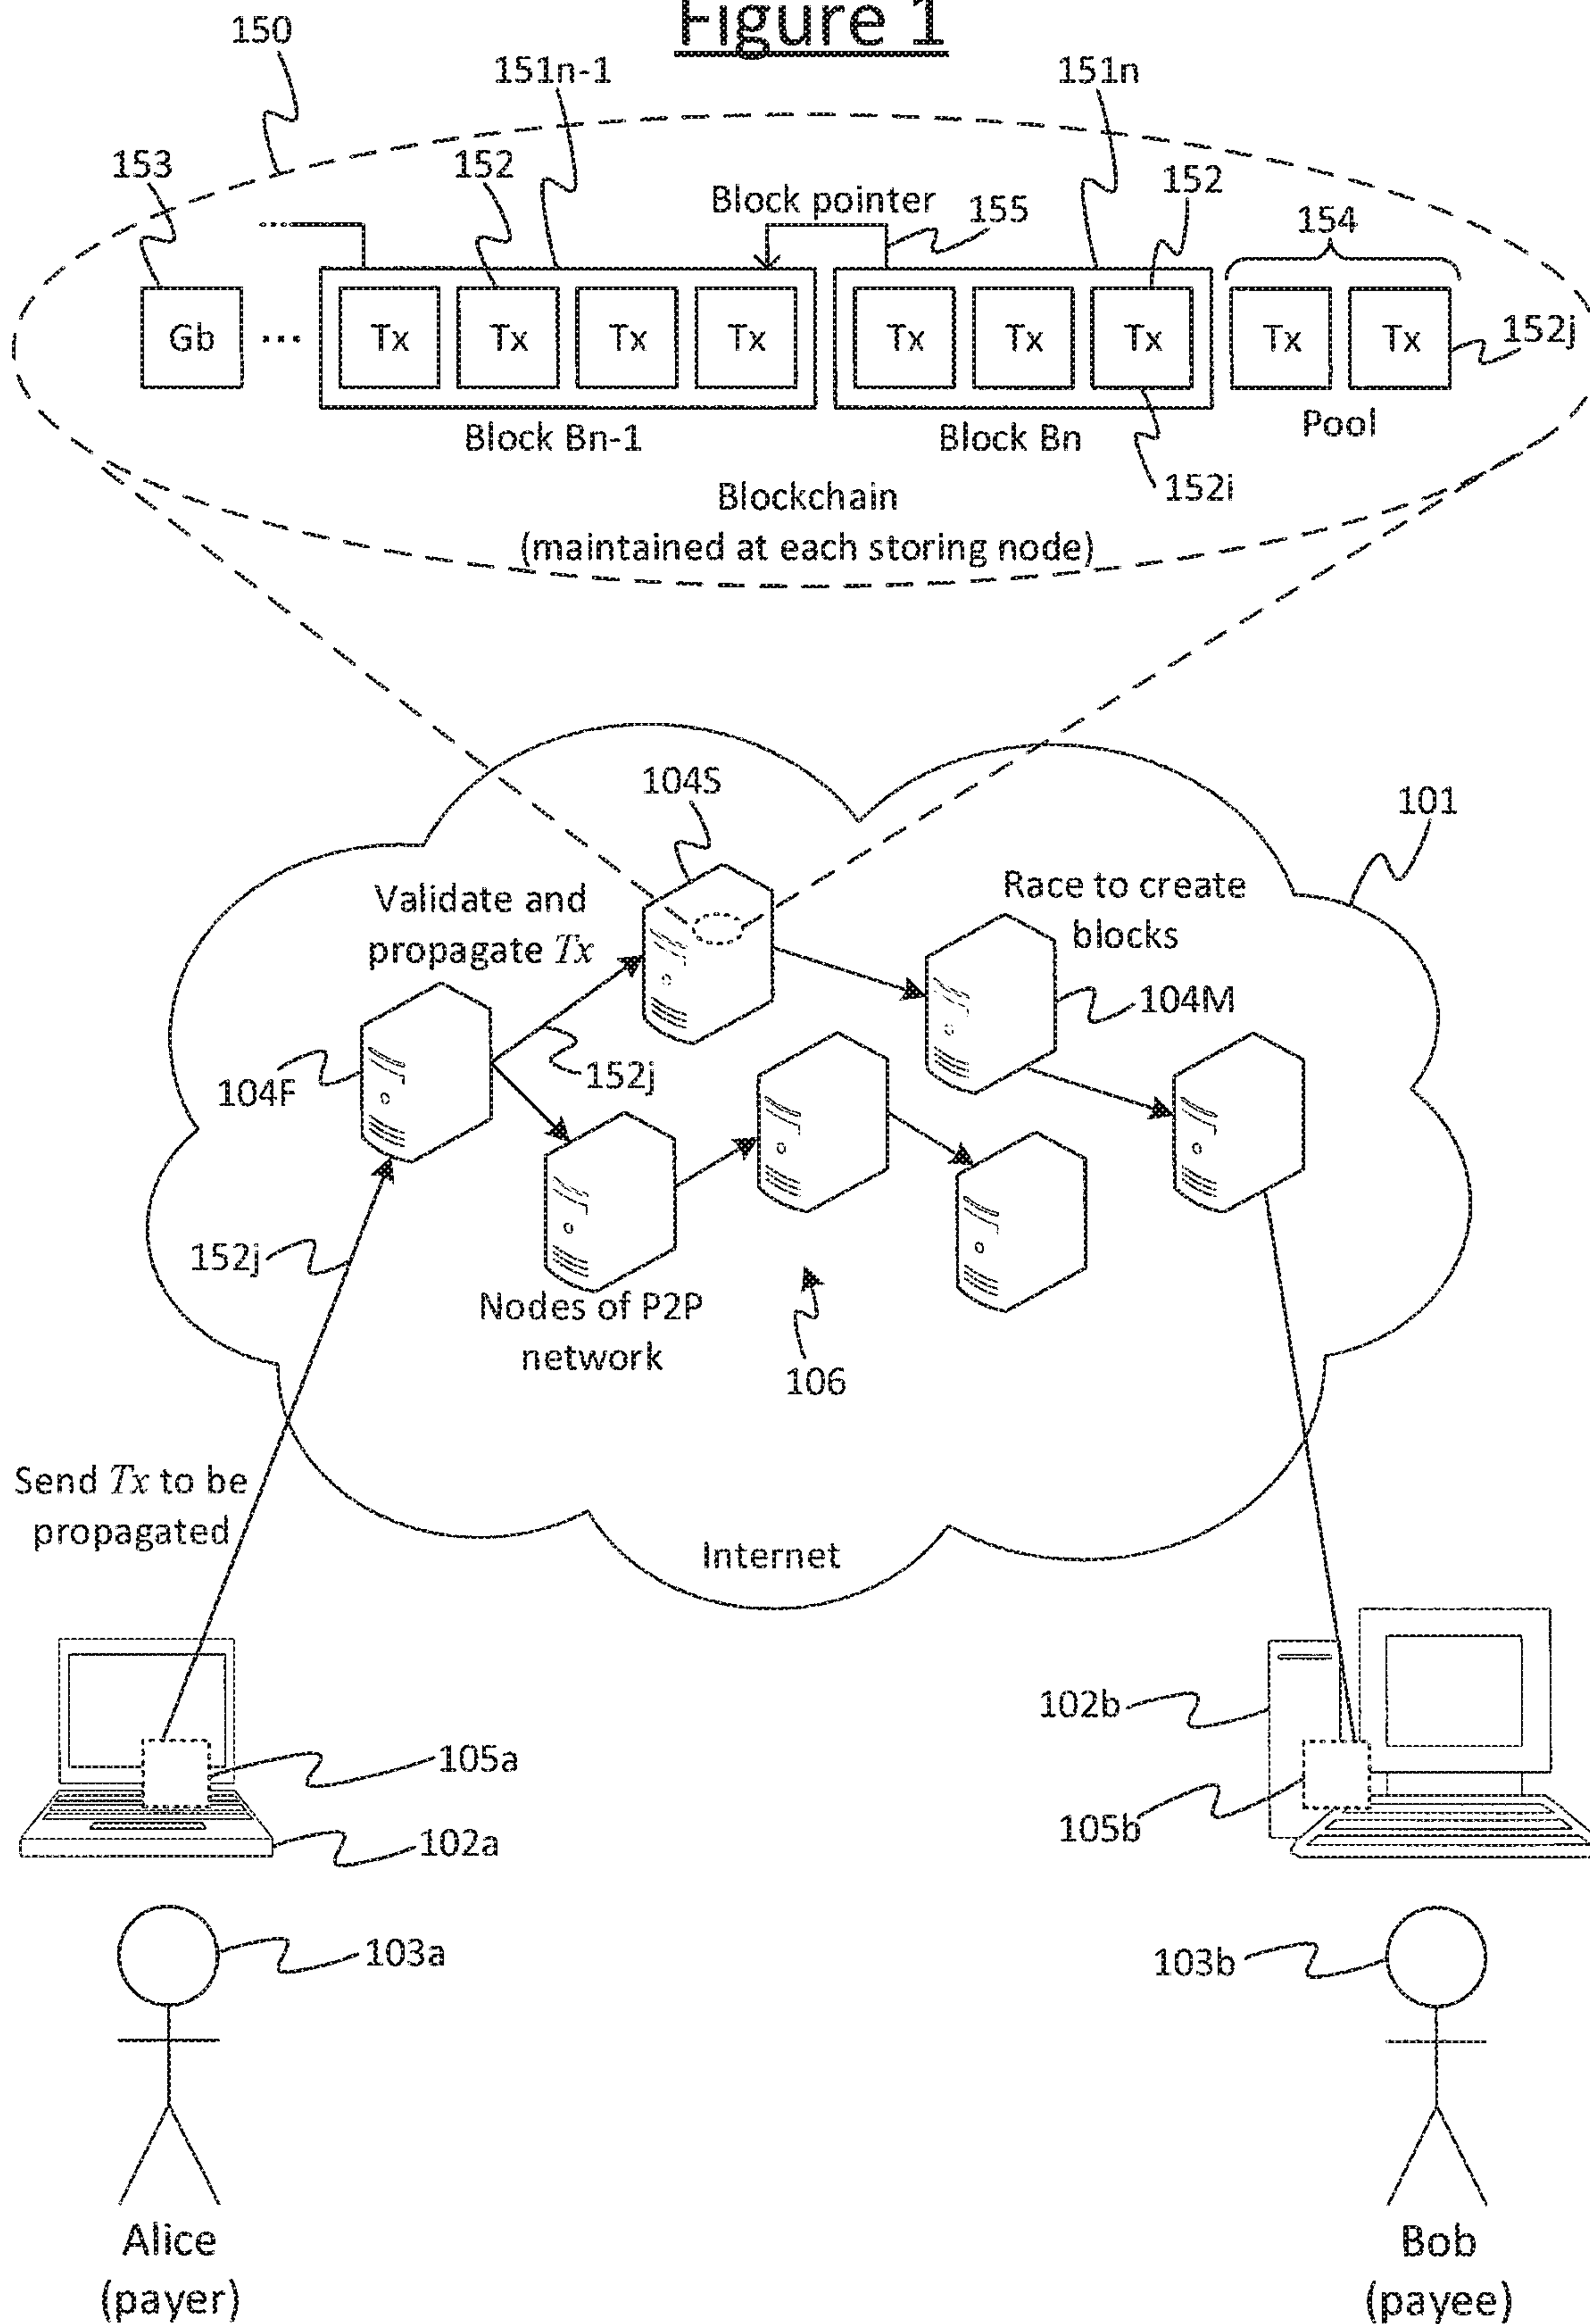 Figure 1
150
151n-1
151n
153
152
Block pointer
155
152
154
Gb
...
Tx
Tx
Tx
Tx
Tx
Tx
Tx
Tx
Tx
152j
Block Bn-1
Block Bn
Pool
152i
Blockchain
(maintained at each storing node)
104S
101
Validate and
propagate Tx
Race to create
blocks
104M
104F
152j
152j
Nodes of P2P
network
106
Send Tx to be
propagated
Internet
102b
105a
105b
102a
103a
103b
Alice
(payer)
Bob
(payee)